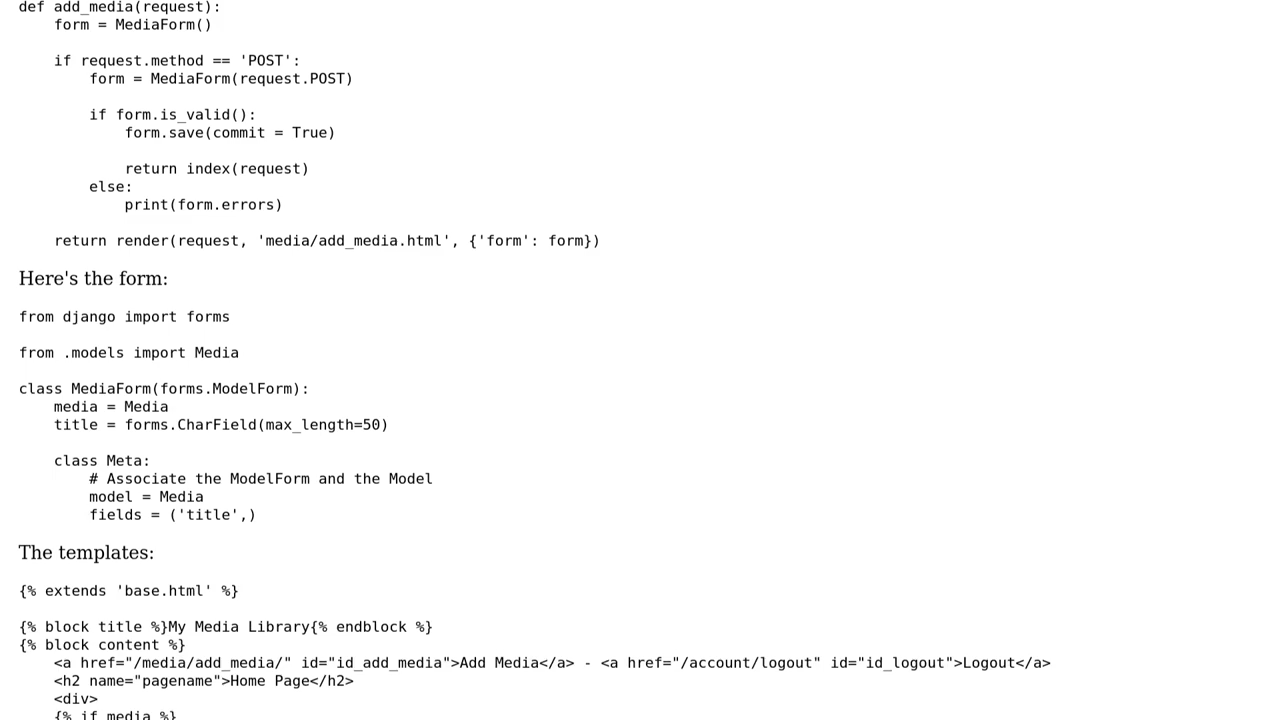 def add_media(request):
    form = MediaForm()

    if request.method == 'POST':
        form = MediaForm(request.POST)

        if form.is_valid():
            form.save(commit = True)

            return index(request)
        else:
            print(form.errors)

    return render(request, 'media/add_media.html', {'form': form})
Here's the form:
from django import forms

from .models import Media

class MediaForm(forms.ModelForm):
    media = Media
    title = forms.CharField(max_length=50)

    class Meta:
        # Associate the ModelForm and the Model
        model = Media
        fields = ('title',)
The templates:
{% extends 'base.html' %}

{% block title %}My Media Library{% endblock %}
{% block content %}
    <a href="/media/add_media/" id="id_add_media">Add Media</a> - <a href="/account/logout" id="id_logout">Logout</a>
    <h2 name="pagename">Home Page</h2>
    <div>
    {% if media %}